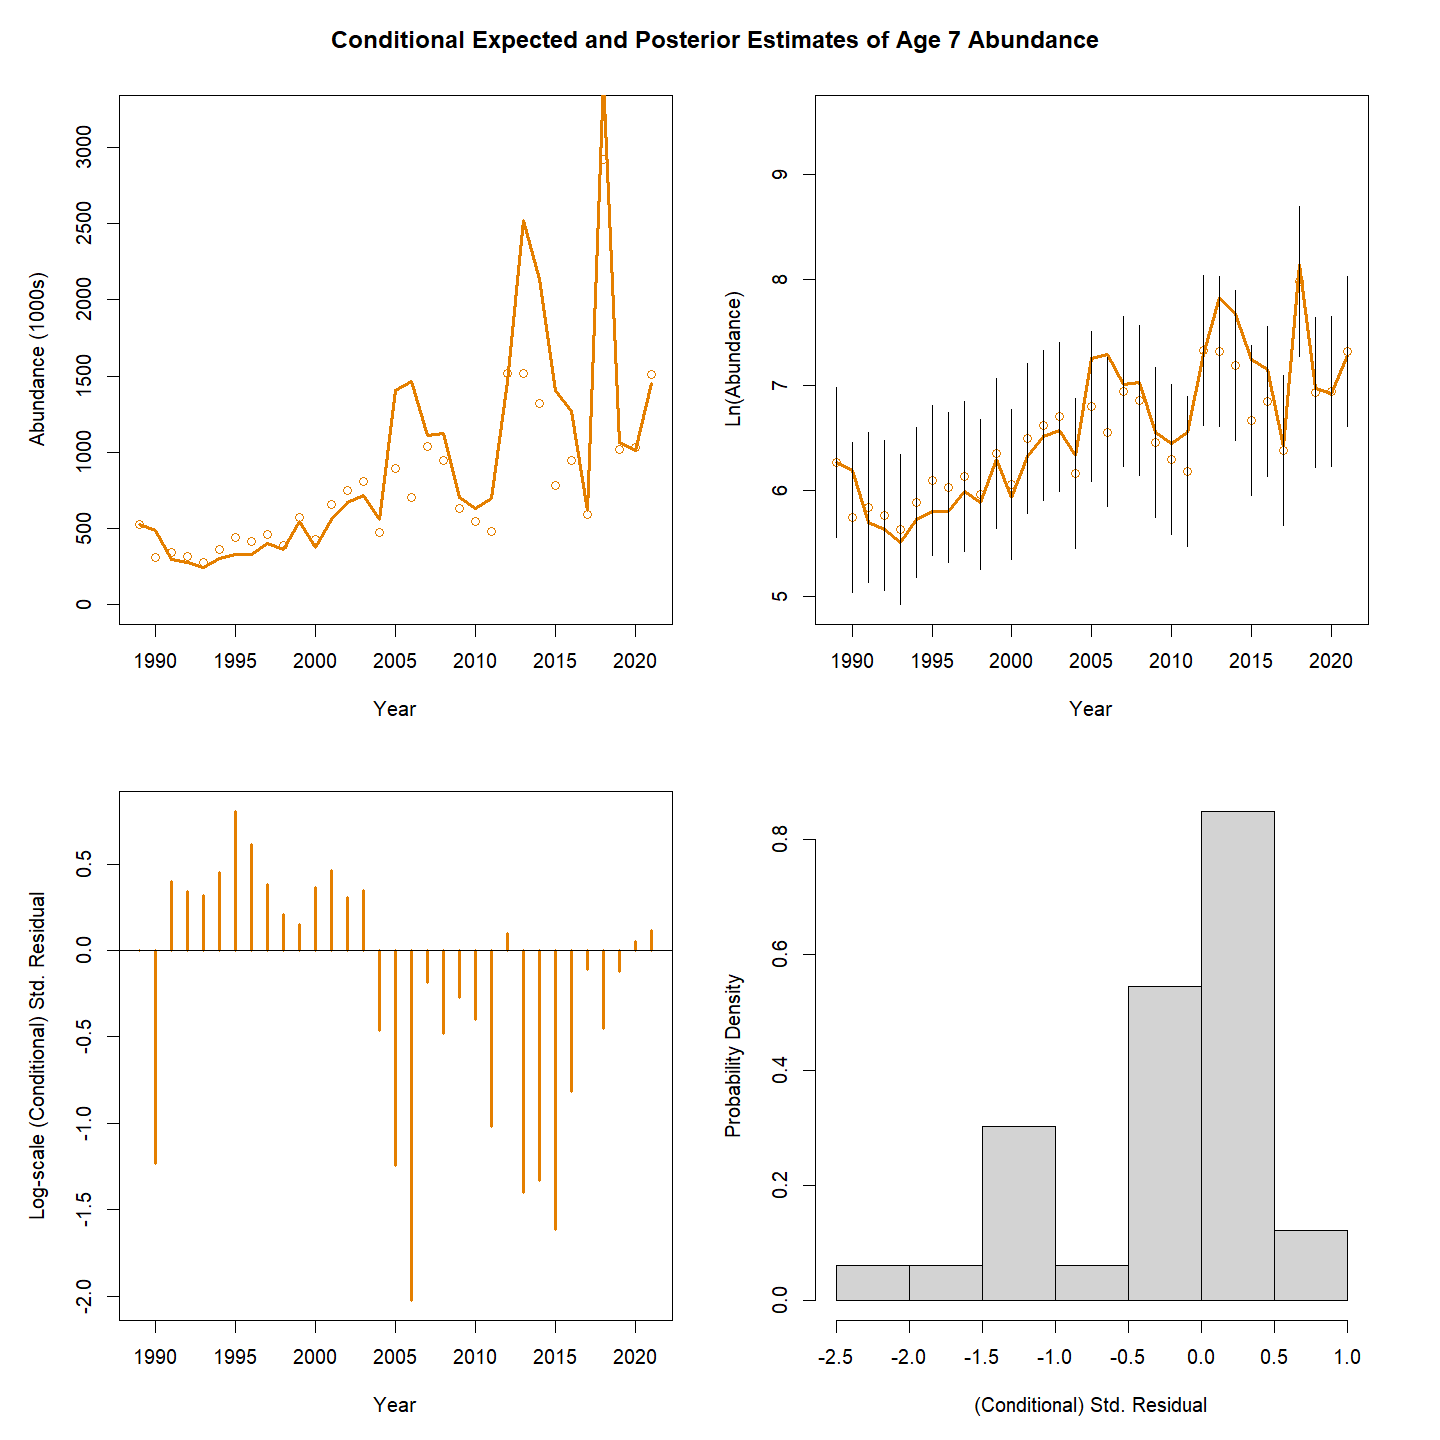 Conditional Expected and Posterior Estimates of Age 7 Abundance
Abundance (1000s)
3000
2500
2000
1500
1000
500
0
1990 1995 2000 2005 2010 2015 2020
Year
Ln(Abundance)
9
8
7
6
5
1990 1995 2000 2005 2010 2015 2020
Year
Log-scale (Conditional) Std. Residual
0.5
0.0
-0.5
-1.0
-1.5
-2.0
1990 1995 2000 2005 2010 2015 2020
Year
Probability Density
0.8
0.6
0.4
0.2
0.0
-2.5 -2.0 -1.5 -1.0 -0.5 0.0 0.5 1.0
(Conditional) Std. Residual